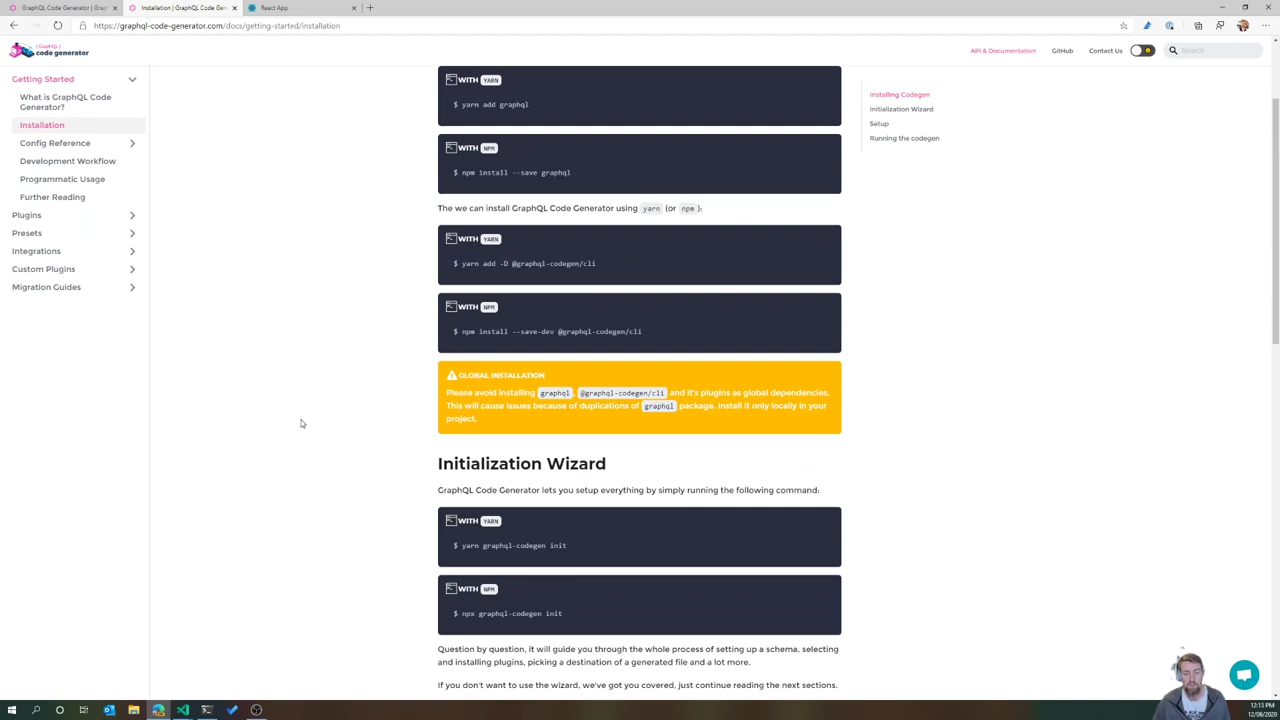 GraphQL Code Generator | Grap
Installation | GraphQL Code Gen
React App
https://graphql-code-generator.com/docs/getting-started/installation
{ GraphQL }
code generator
API & Documentation
GitHub
Contact Us
Search
Getting Started
What is GraphQL Code
Generator?
Installation
Config Reference
Development Workflow
Programmatic Usage
Further Reading
Plugins
Presets
Integrations
Custom Plugins
Migration Guides
WITH YARN
$ yarn add graphql
WITH NPM
$ npm install --save graphql
The we can install GraphQL Code Generator using yarn (or npm ):
WITH YARN
$ yarn add -D @graphql-codegen/cli
WITH NPM
$ npm install --save-dev @graphql-codegen/cli
GLOBAL INSTALLATION
Please avoid installing graphql , @graphql-codegen/cli and it's plugins as global dependencies.
This will cause issues because of duplications of graphql package. Install it only locally in your
project.
Initialization Wizard
GraphQL Code Generator lets you setup everything by simply running the following command:
WITH YARN
$ yarn graphql-codegen init
WITH NPM
$ npx graphql-codegen init
Question by question, it will guide you through the whole process of setting up a schema, selecting
and installing plugins, picking a destination of a generated file and a lot more.
If you don't want to use the wizard, we've got you covered, just continue reading the next sections.
Installing Codegen
Initialization Wizard
Setup
Running the codegen
12:13 PM
12/06/2020